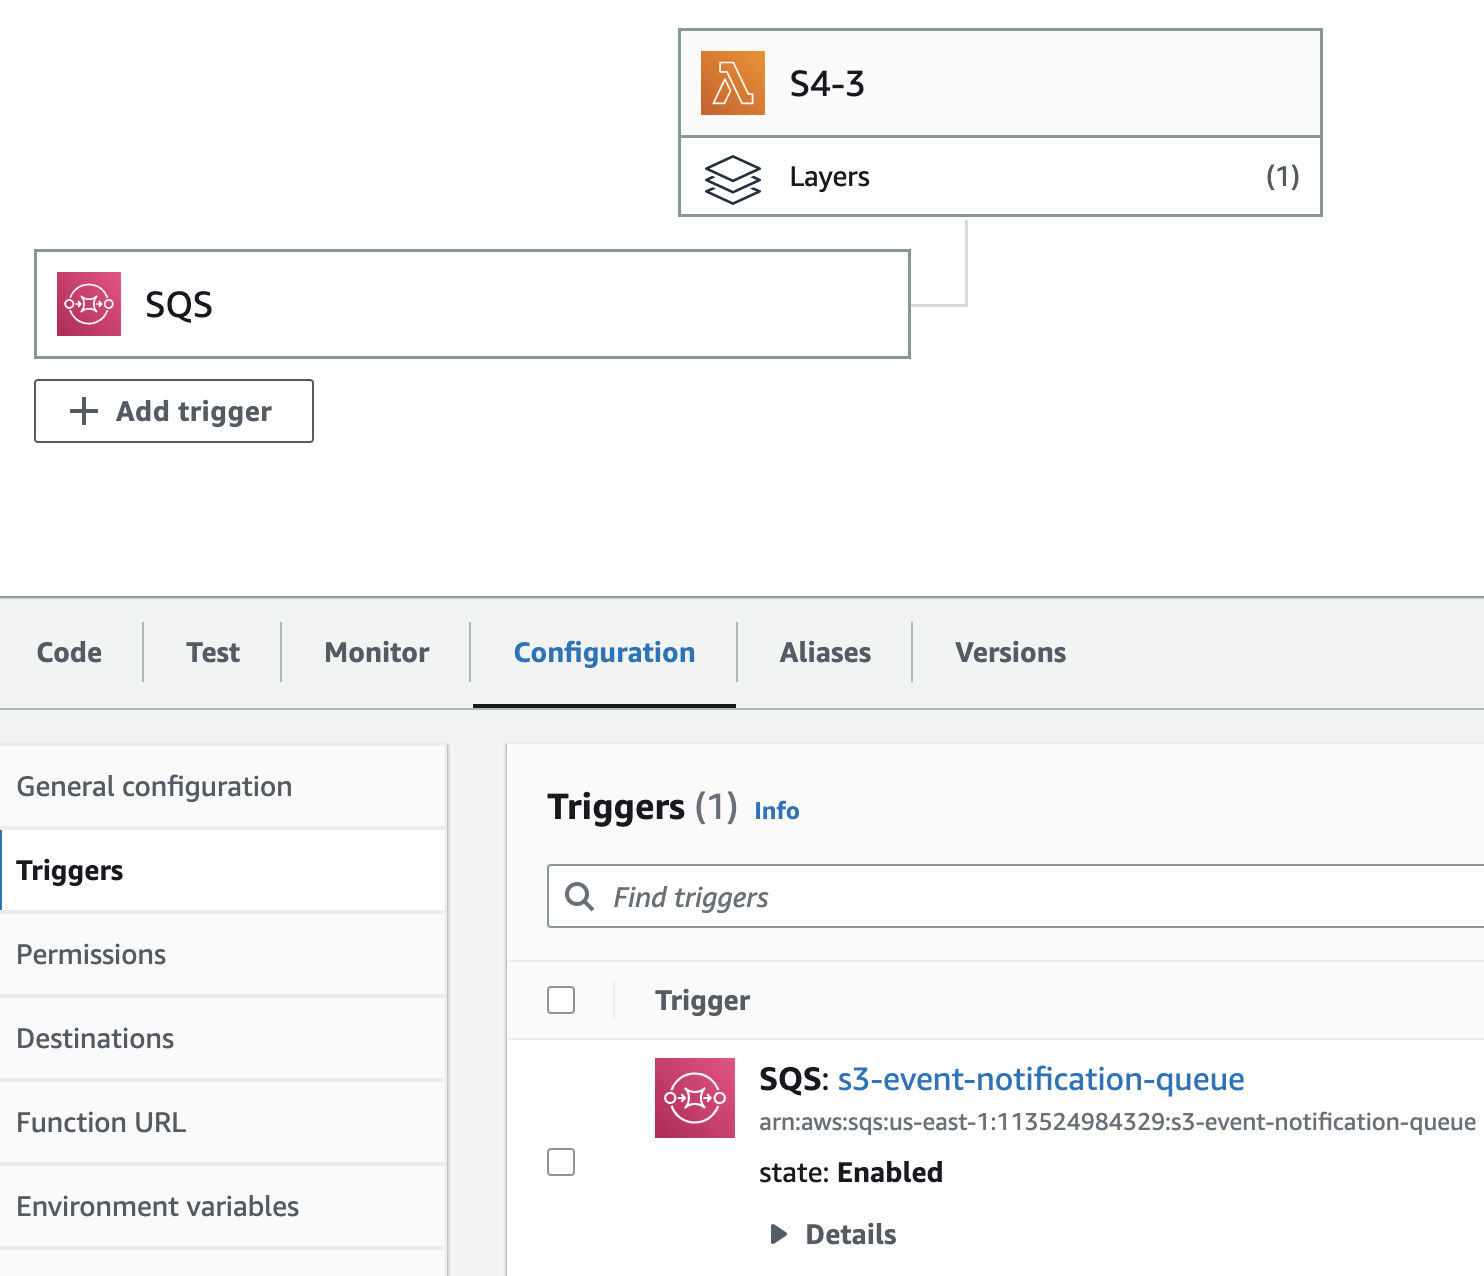 S4-3
Layers (1)
SQS
Add trigger
Code Test Monitor Configuration Aliases Versions
General configuration
Triggers
Permissions
Destinations
Function URL
Environment variables
Triggers (1) Info
Find triggers
Trigger
SQS: s3-event-notification-queue
arn:aws:sqs:us-east-1:113524984329:s3-event-notification-queue
state: Enabled
Details